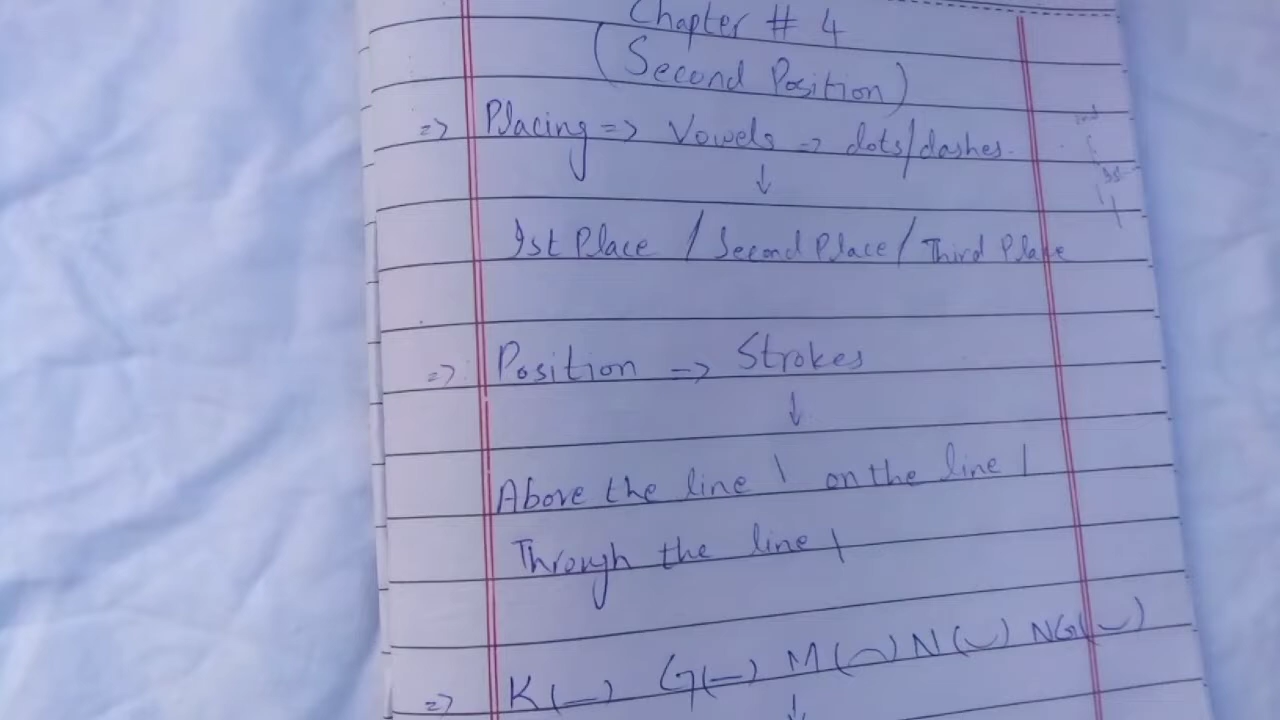 Chapter # 4
(Second Position)
=> Placing => Vowels => dots/dashes.
↓
1st Place / Second Place / Third Place
=> Position => Strokes
↓
Above the line \ on the line |
Through the line \
=> K(—) G(—) M(⌒) N(‿) NG(‿)
↓